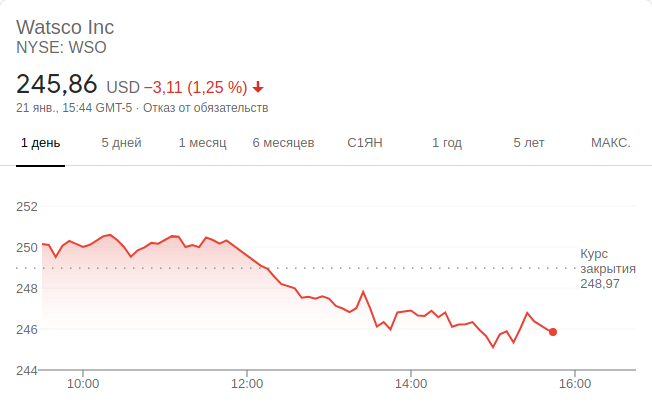 Watsco Inc
NYSE: WSO
245,86 USD −3,11 (1,25 %)
21 янв., 15:44 GMT-5 · Отказ от обязательств
1 день 5 дней 1 месяц 6 месяцев С1ЯН 1 год 5 лет МАКС.
252
250
Курс
закрытия
248,97
248
246
244
10:00 12:00 14:00 16:00